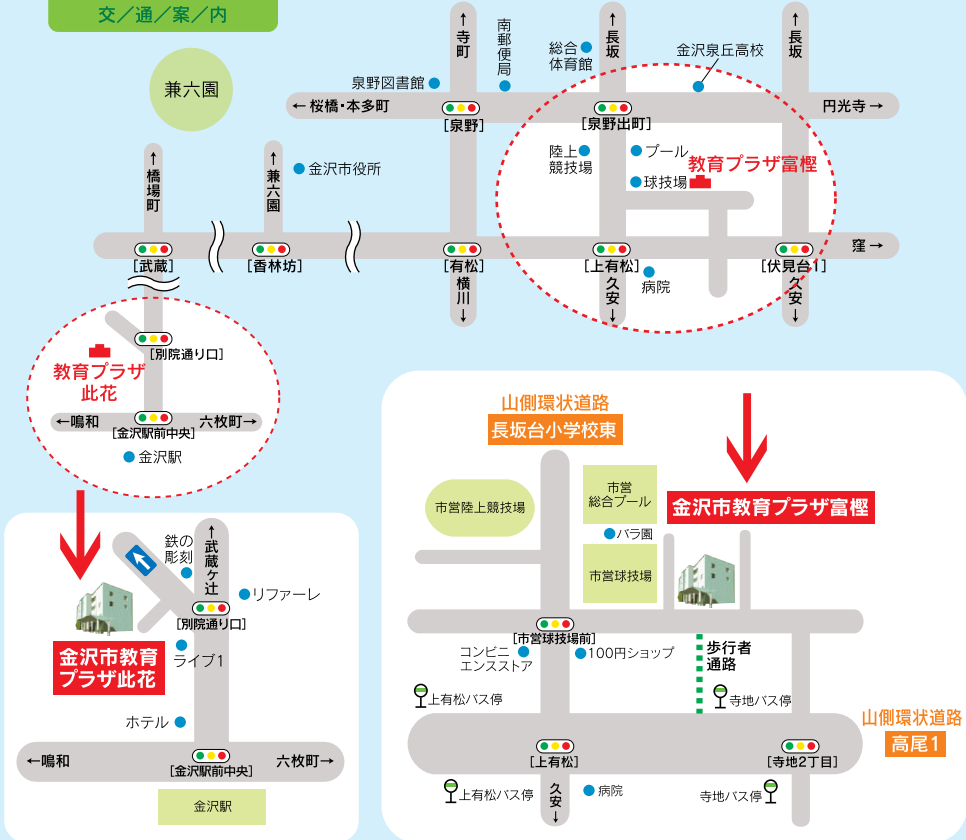 交／通／案／内
兼六園
←寺町
南郵便局
総合
体育館
←長坂
金沢泉丘高校
←長坂
泉野図書館
←桜橋・本多町
円光寺→
[泉野]
[泉野出町]
陸上
競技場
プール
教育プラザ富樫
球技場
←橋場町
←兼六園
金沢市役所
窪→
[武蔵]
[香林坊]
[有松]
[上有松]
[伏見台1]
横川→
久安→
病院
久安→
[別院通り口]
教育プラザ
此花
←鳴和
六枚町→
[金沢駅前中央]
金沢駅
山側環状道路
長坂台小学校東
市営陸上競技場
市営
総合プール
金沢市教育プラザ富樫
バラ園
市営球技場
[市営球技場前]
コンビニ
エンスストア
100円ショップ
歩行者
通路
上有松バス停
寺地バス停
山側環状道路
高尾1
[上有松]
[寺地2丁目]
上有松バス停
久安→
病院
寺地バス停
鉄の
彫刻
←武蔵ヶ辻
リファーレ
[別院通り口]
金沢市教育
プラザ此花
ライブ1
ホテル
←鳴和
六枚町→
[金沢駅前中央]
金沢駅